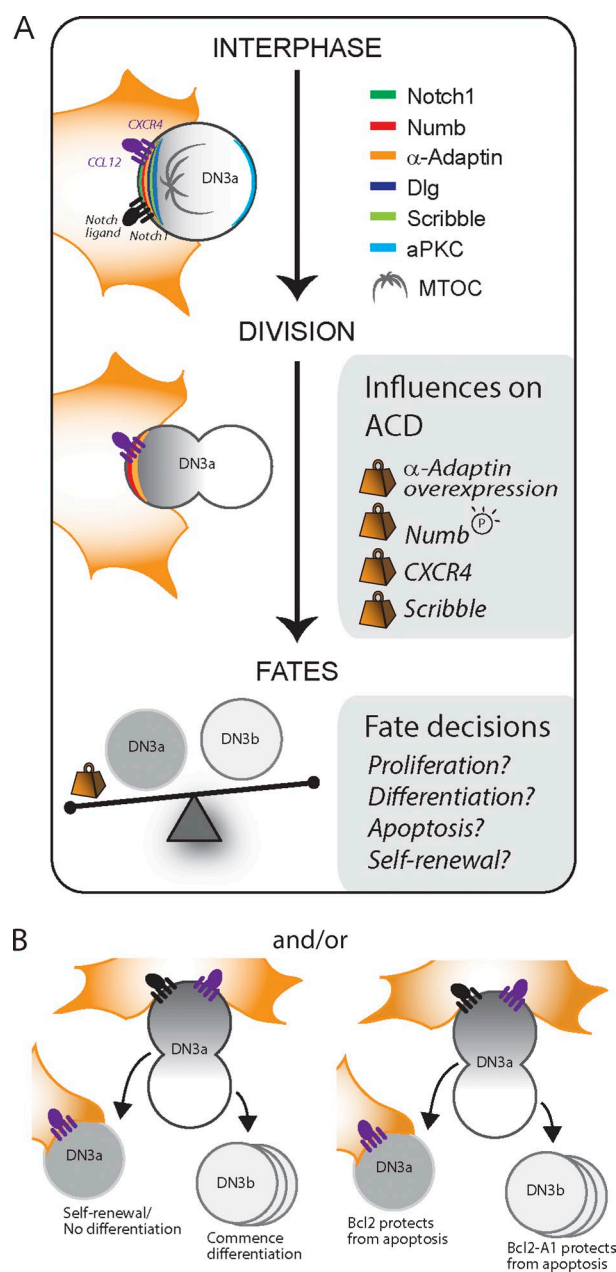 A
INTERPHASE
CXCR4
CCL12
DN3a
Notch
ligand
Notch1
Notch1
Numb
α-Adaptin
Dlg
Scribble
aPKC
MTOC
DIVISION
DN3a
Influences on
ACD
α-Adaptin
overexpression
Numb P
CXCR4
Scribble
FATES
DN3a
DN3b
Fate decisions
Proliferation?
Differentiation?
Apoptosis?
Self-renewal?
B
and/or
DN3a
DN3a
Self-renewal/
No differentiation
DN3b
Commence
differentiation
DN3a
DN3a
Bcl2 protects
from apoptosis
DN3b
Bcl2-A1 protects
from apoptosis